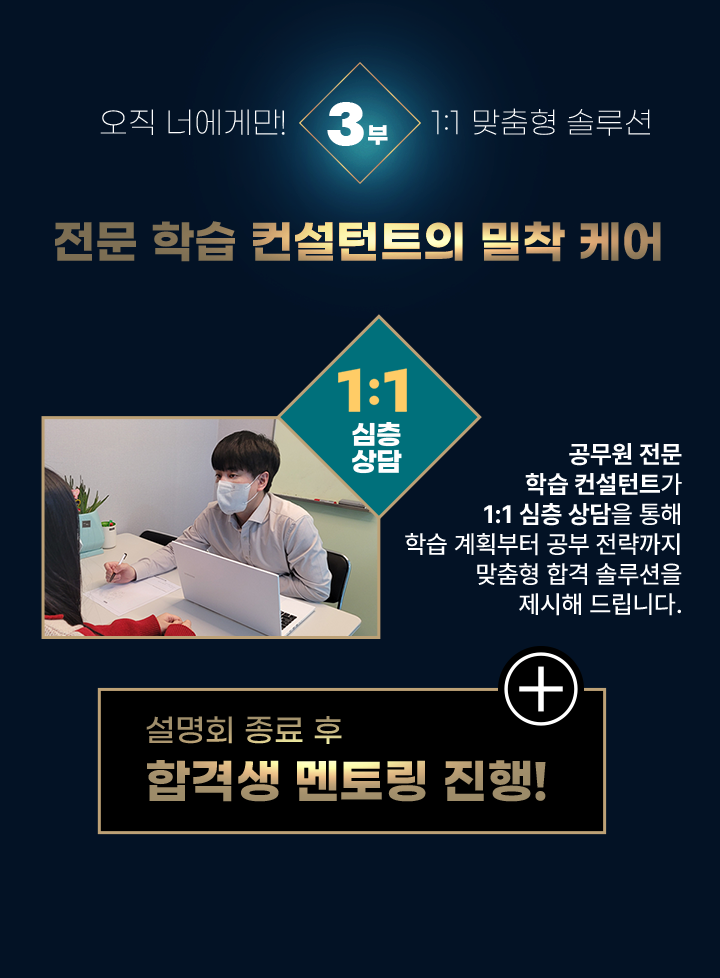 오직 너에게만! 3부 1:1 맞춤형 솔루션
전문 학습 컨설턴트의 밀착 케어
1:1
심층
상담
공무원 전문
학습 컨설턴트가
1:1 심층 상담을 통해
학습 계획부터 공부 전략까지
맞춤형 합격 솔루션을
제시해 드립니다.
설명회 종료 후
합격생 멘토링 진행!